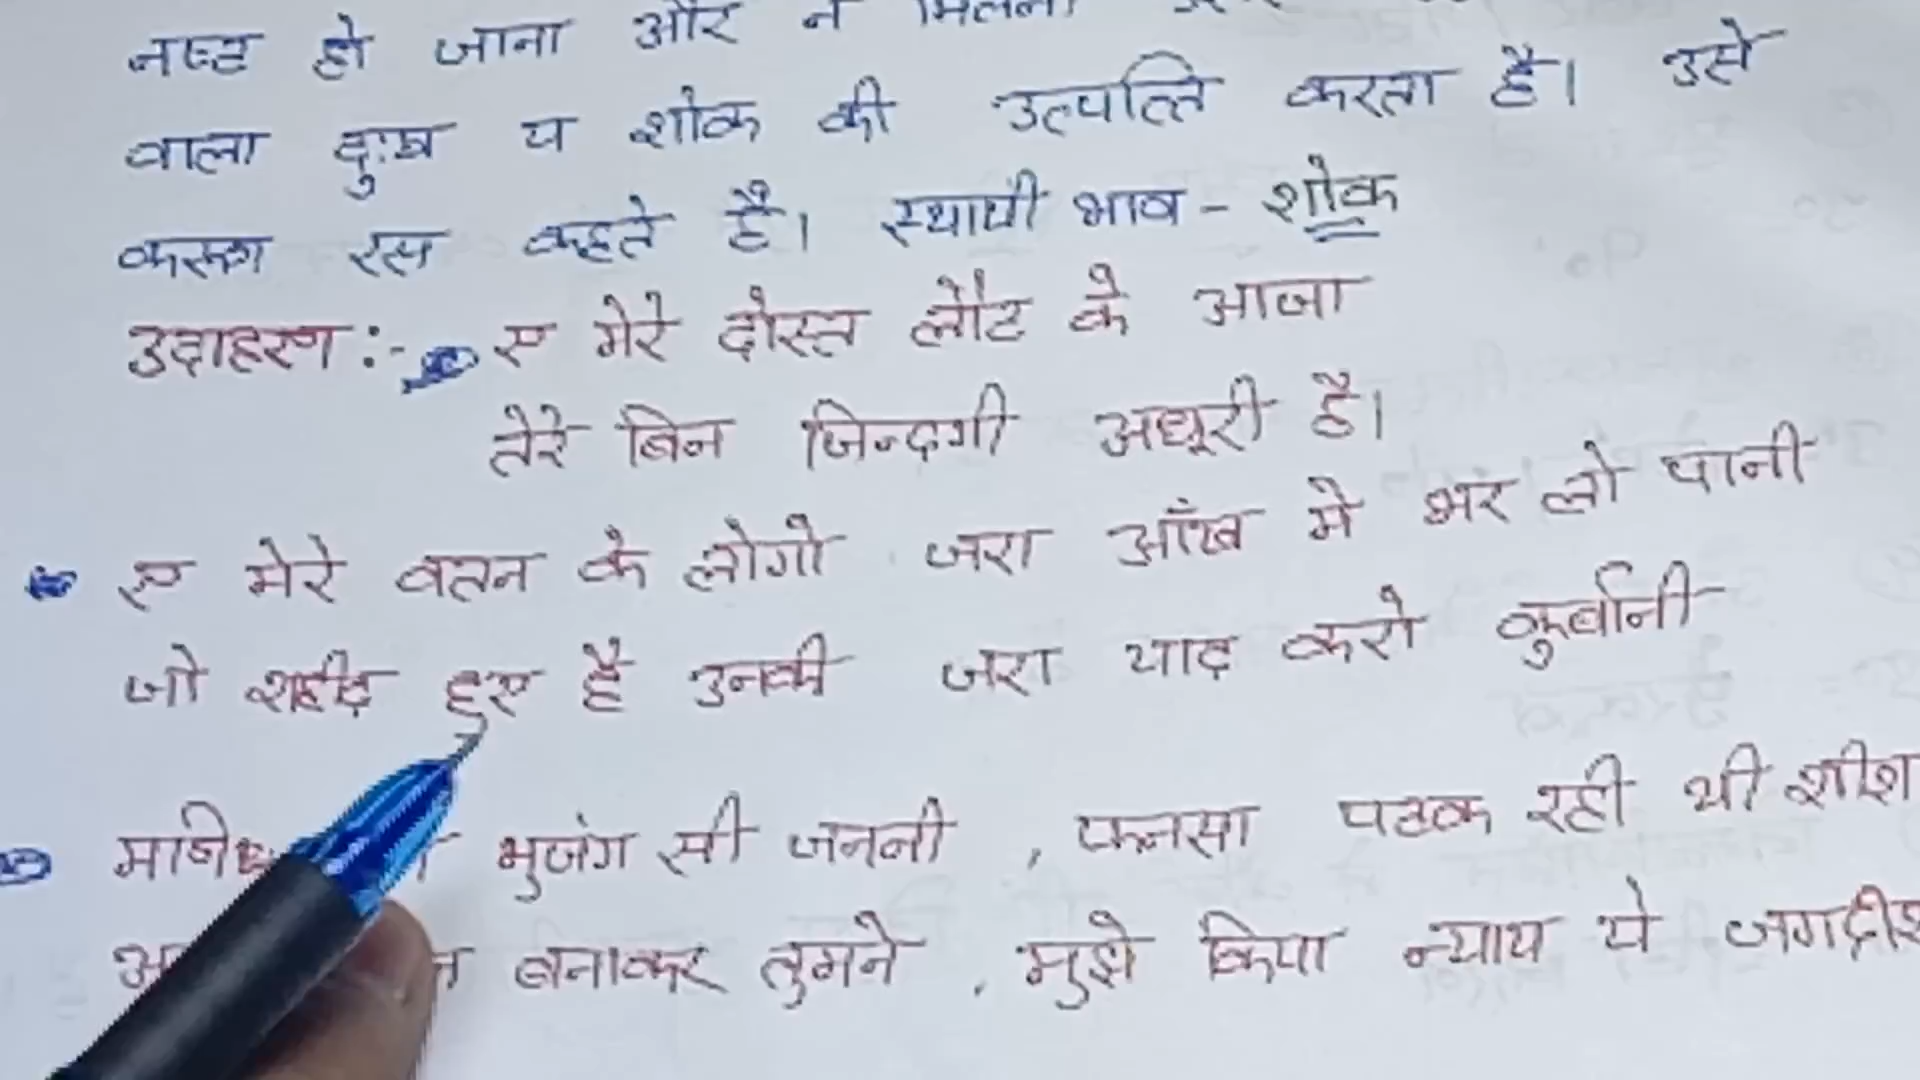 नष्ट हो जाना और न मिलना
वाला दुःख य शोक की उत्पत्ति करता है। उसे
करूण रस कहते है। स्थायी भाव - शोक
उदाहरण :- ए मेरे दोस्त लौट के आजा
तेरे बिन जिन्दगी अधूरी है।
ए मेरे वतन के लोगो जरा आँख मे भर लो पानी
जो शहीद हुए है उनकी जरा याद करो कुर्बानी
भुजंग सी जननी , फनसा पटक रही थी शीश
बनाकर तुमने , मुझे किया न्याय ये जगदीश